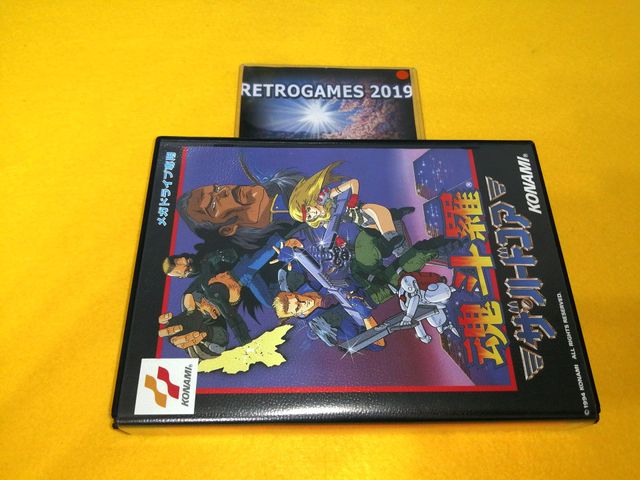 RETROGAMES 2019
メガドライブ専用
魂斗羅®
ザ・ハードコア
KONAMI®
KONAMI
©1994 KONAMI ALL RIGHTS RESERVED.